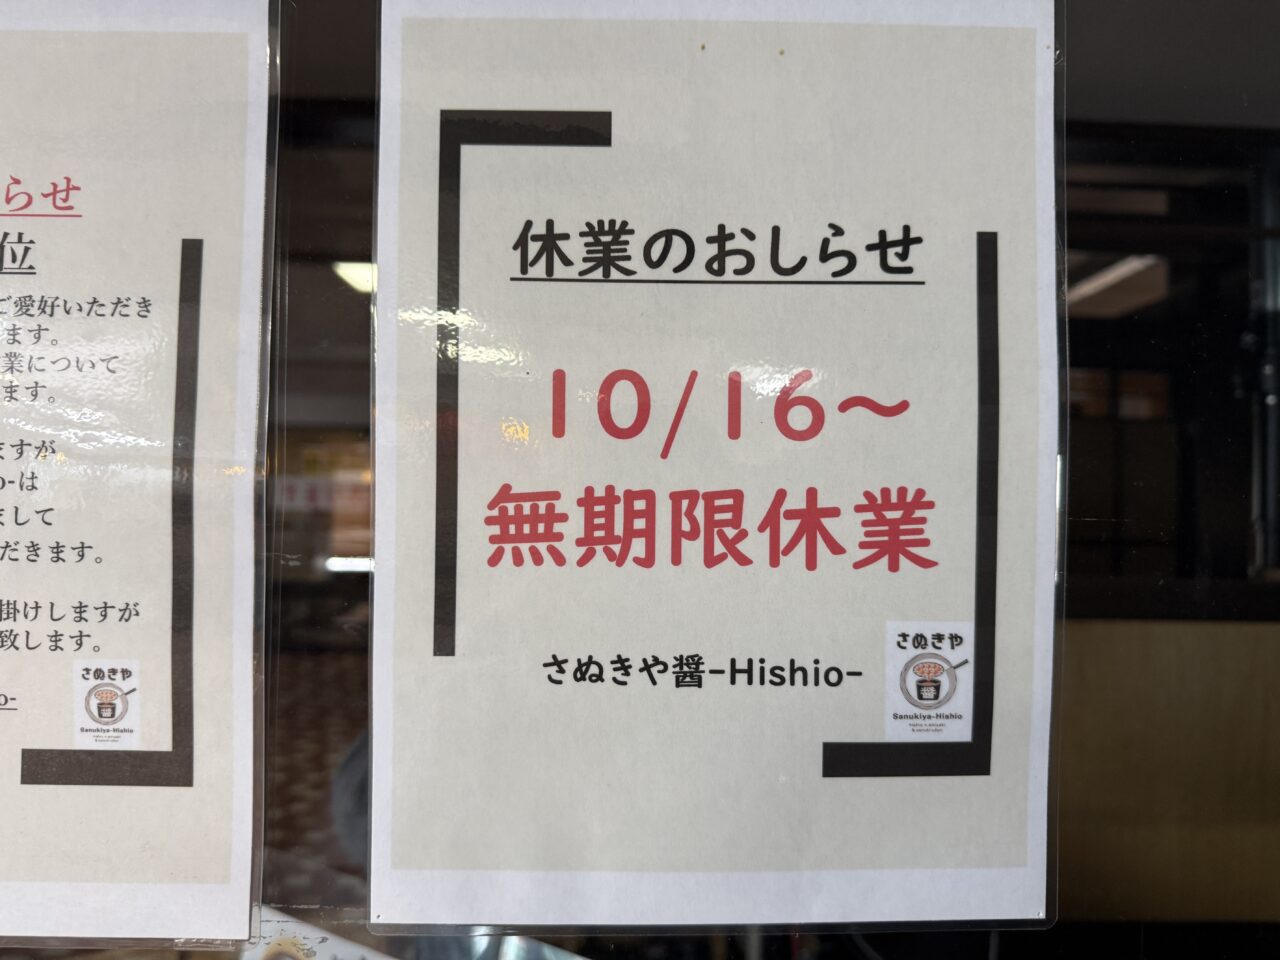 らせ
位
ご愛好いただき
ます。
業について
ます。
ますが
o-は
まして
だきます。
掛けしますが
致します。
o-
さぬきや
醤
Sanukiya-Hishio
休業のおしらせ
10/16〜
無期限休業
さぬきや醤-Hishio-
さぬきや
醤
Sanukiya-Hishio